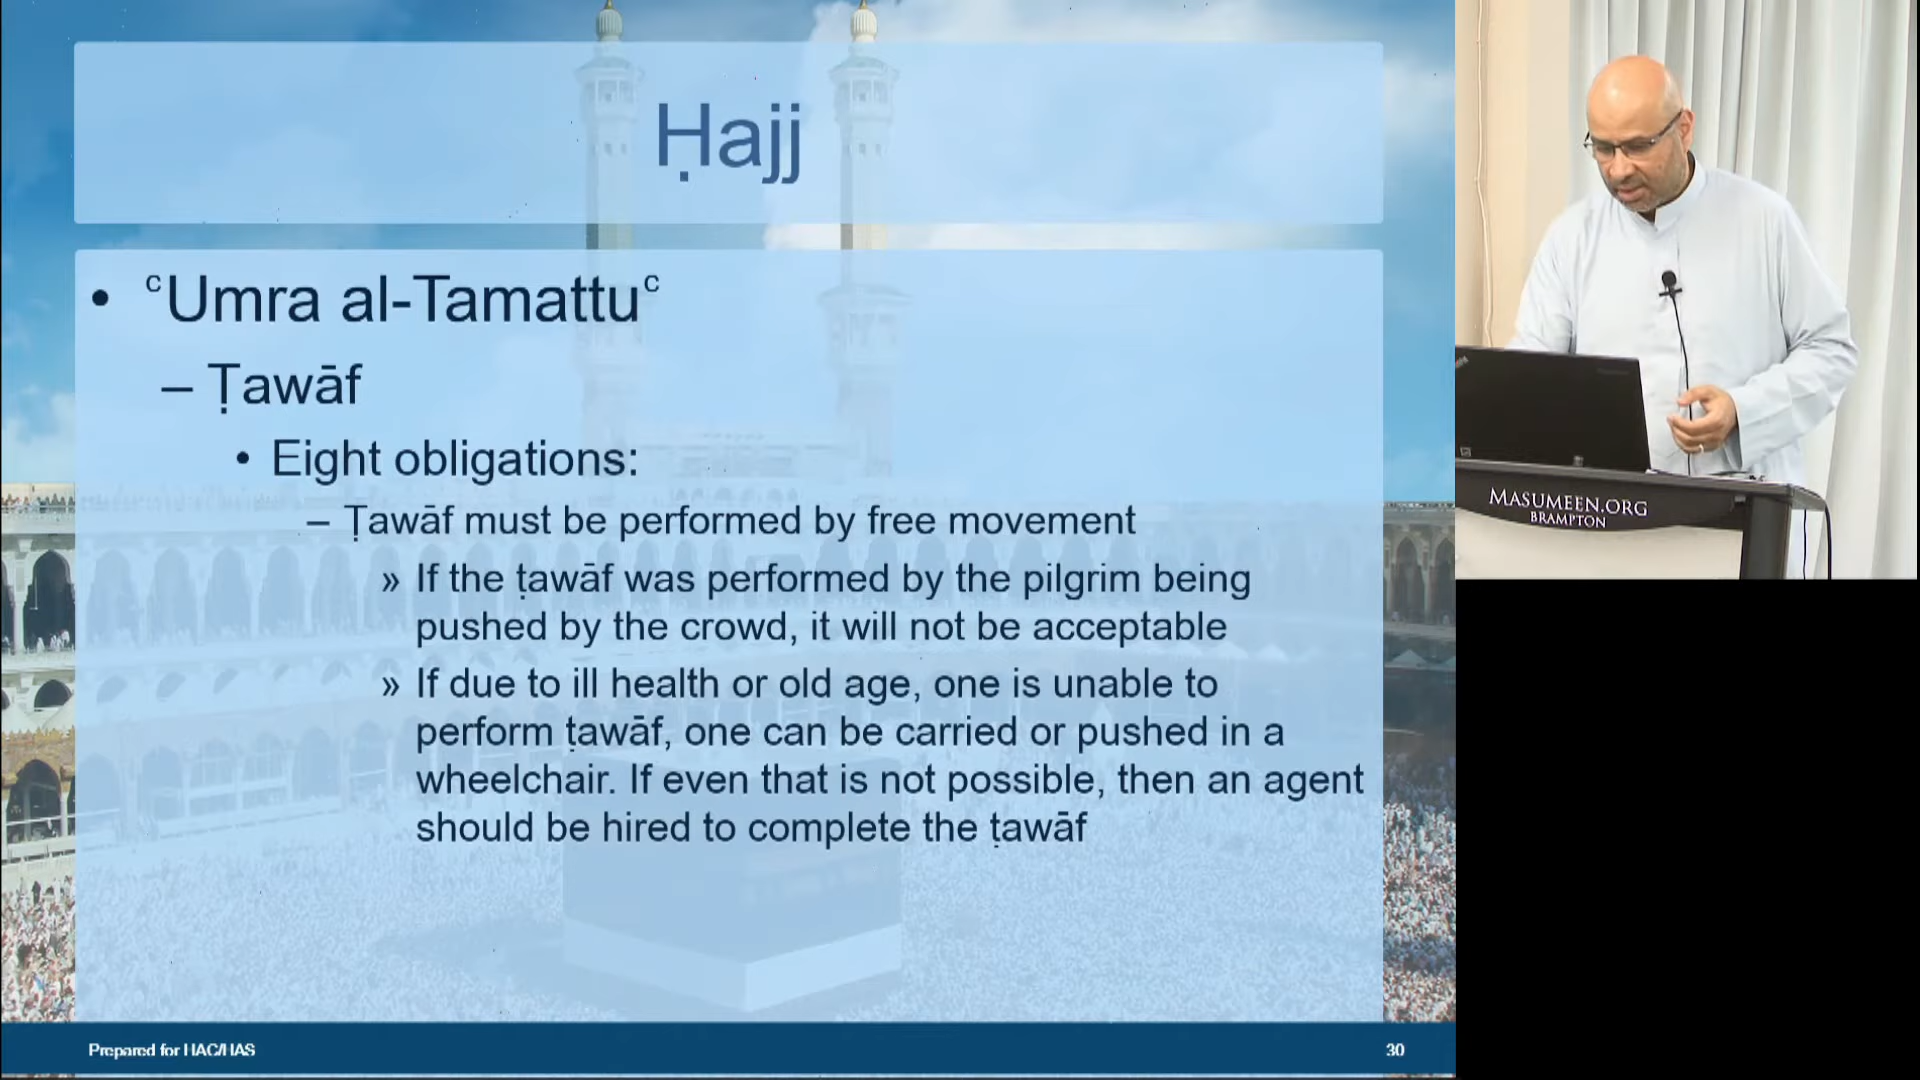 Ḥajj
• ᶜUmra al-Tamattuᶜ
– Ṭawāf
• Eight obligations:
– Ṭawāf must be performed by free movement
» If the ṭawāf was performed by the pilgrim being
pushed by the crowd, it will not be acceptable
» If due to ill health or old age, one is unable to
perform ṭawāf, one can be carried or pushed in a
wheelchair. If even that is not possible, then an agent
should be hired to complete the ṭawāf
Prepared for HAC/HAS
30
MASUMEEN.ORG
BRAMPTON